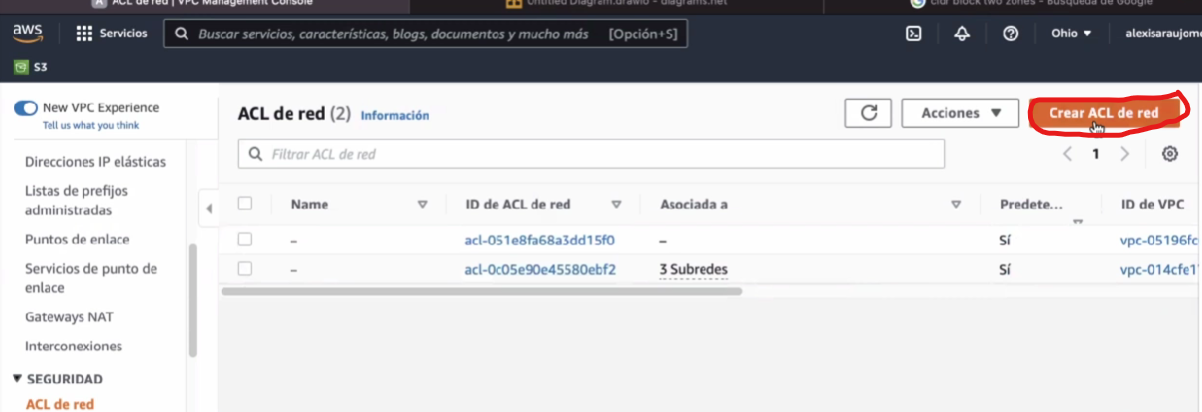 ACL de red | VPC Management Console
Untitled Diagram.drawio - diagrams.net
cidr block two zones - Búsqueda de Google
aws
Servicios
Buscar servicios, características, blogs, documentos y mucho más [Opción+S]
Ohio
alexisaraujome
S3
New VPC Experience
Tell us what you think
Direcciones IP elásticas
Listas de prefijos
administradas
Puntos de enlace
Servicios de punto de
enlace
Gateways NAT
Interconexiones
SEGURIDAD
ACL de red
ACL de red (2) Información
Acciones
Crear ACL de red
Filtrar ACL de red
1
Name
ID de ACL de red
Asociada a
Predete...
ID de VPC
– acl-051e8fa68a3dd15f0 – Sí vpc-05196fc
– acl-0c05e90e45580ebf2 3 Subredes Sí vpc-014cfe1